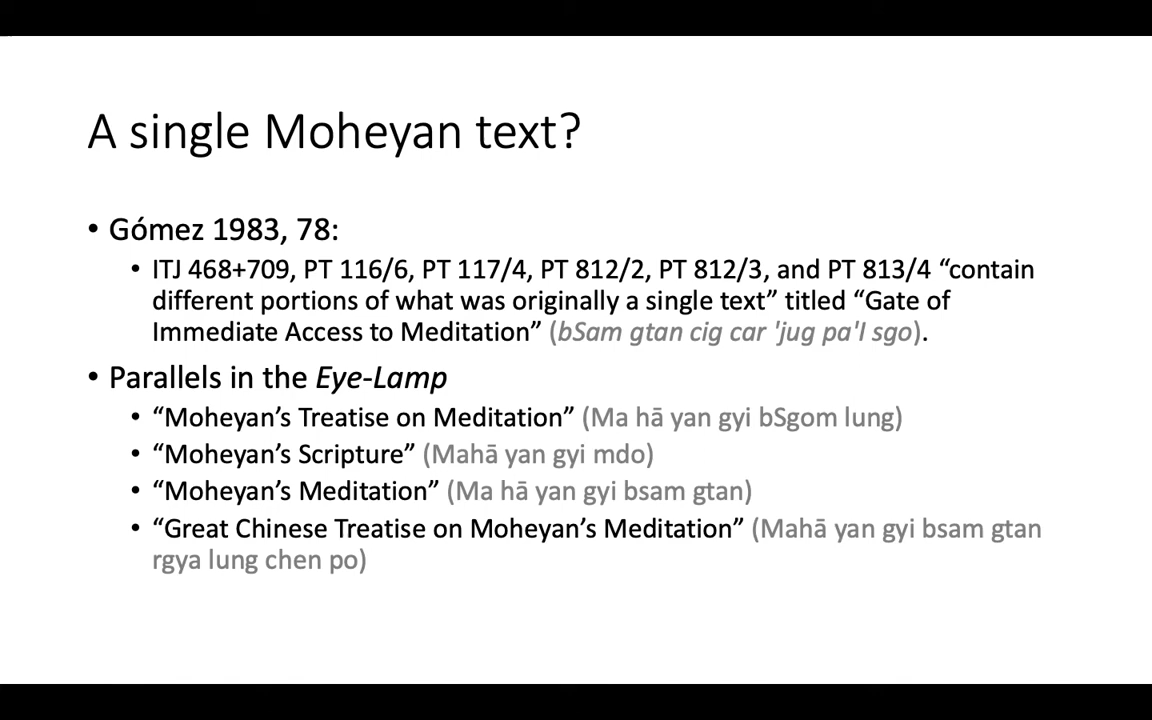 A single Moheyan text?
• Gómez 1983, 78:
• ITJ 468+709, PT 116/6, PT 117/4, PT 812/2, PT 812/3, and PT 813/4 “contain
different portions of what was originally a single text” titled “Gate of
Immediate Access to Meditation” (bSam gtan cig car 'jug pa'I sgo).
• Parallels in the Eye-Lamp
• “Moheyan’s Treatise on Meditation” (Ma hā yan gyi bSgom lung)
• “Moheyan’s Scripture” (Mahā yan gyi mdo)
• “Moheyan’s Meditation” (Ma hā yan gyi bsam gtan)
• “Great Chinese Treatise on Moheyan’s Meditation” (Mahā yan gyi bsam gtan
rgya lung chen po)